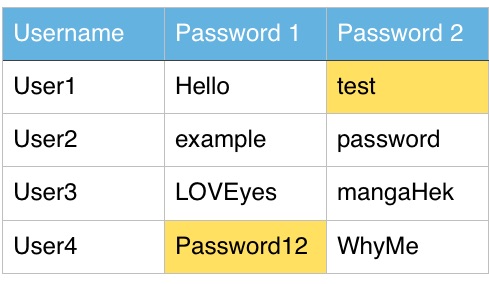 Username Password 1 Password 2
User1 Hello test
User2 example password
User3 LOVEyes mangaHek
User4 Password12 WhyMe